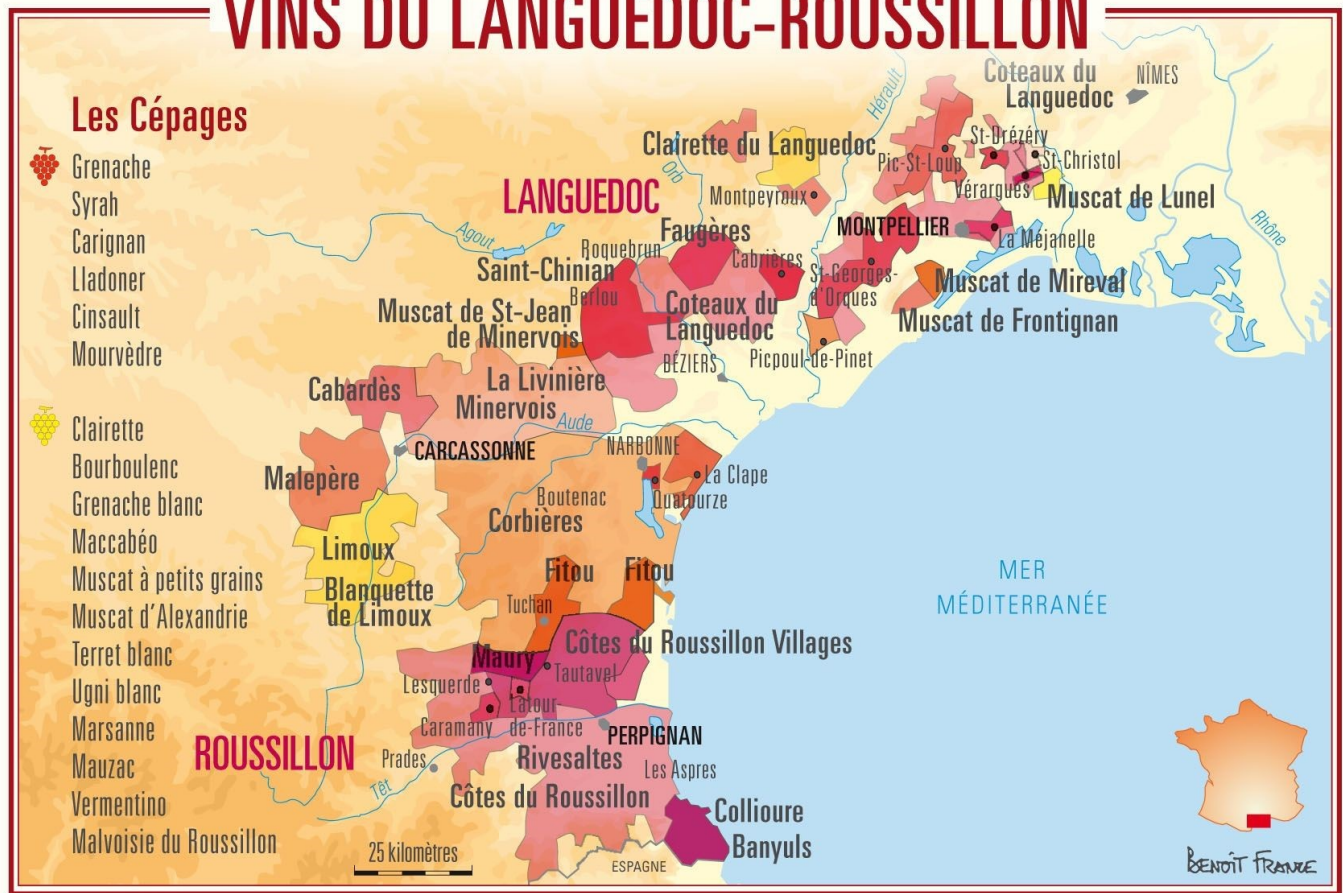 VINS DU LANGUEDOC-ROUSSILLON
Les Cépages
Grenache
Syrah
Carignan
Lladoner
Cinsault
Mourvèdre
Clairette
Bourboulenc
Grenache blanc
Maccabéo
Muscat à petits grains
Muscat d'Alexandrie
Terret blanc
Ugni blanc
Marsanne
Mauzac
Vermentino
Malvoisie du Roussillon
Coteaux du
Languedoc
NÎMES
Hérault
Clairette du Languedoc
Orb
Pic-St-Loup
St-Drézéry
St-Christol
Vérargues
Muscat de Lunel
Rhône
LANGUEDOC
Montpeyroux
MONTPELLIER
La Méjanelle
Agout
Roquebrun
Faugères
Cabrières
St-Georges-
d'Orques
Saint-Chinian
Berlou
Muscat de Mireval
Muscat de Frontignan
Muscat de St-Jean
de Minervois
Coteaux du
Languedoc
BÉZIERS
Picpoul-de-Pinet
Cabardès
La Livinière
Minervois
Aude
CARCASSONNE
NARBONNE
La Clape
Quatourze
Malepère
Boutenac
Corbières
Limoux
Blanquette
de Limoux
Fitou
Fitou
Tuchan
MER
MÉDITERRANÉE
Côtes du Roussillon Villages
Maury
Tautavel
Lesquerde
Latour-
de-France
Caramany
PERPIGNAN
ROUSSILLON
Prades
Rivesaltes
Les Aspres
Têt
Côtes du Roussillon
Collioure
Banyuls
25 kilomètres
ESPAGNE
BENOÎT FRANCE